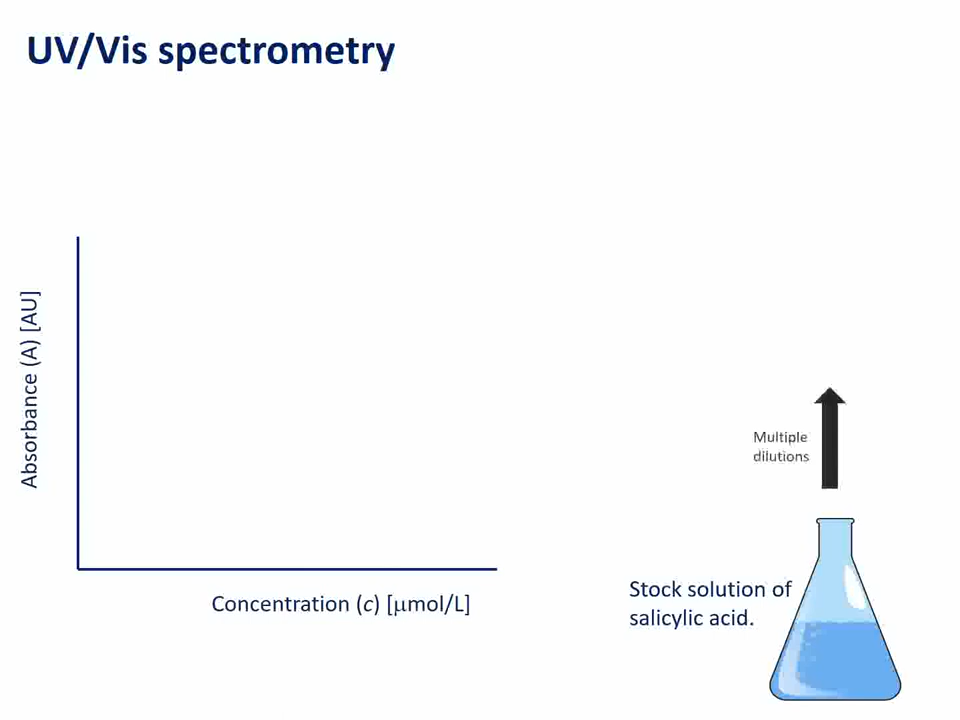 UV/Vis spectrometry
Absorbance (A) [AU]
Concentration (c) [µmol/L]
Multiple
dilutions
Stock solution of
salicylic acid.